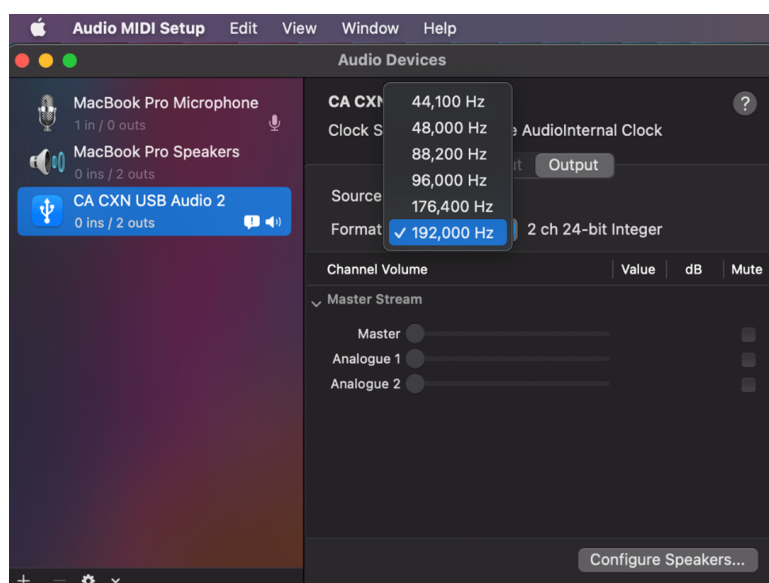 Audio MIDI Setup Edit View Window Help
Audio Devices
MacBook Pro Microphone
1 in / 0 outs
MacBook Pro Speakers
0 ins / 2 outs
CA CXN USB Audio 2
0 ins / 2 outs
CA CXN
?
Clock S
AudioInternal Clock
44,100 Hz
48,000 Hz
88,200 Hz
96,000 Hz
176,400 Hz
✓ 192,000 Hz
Output
Source
Format
2 ch 24-bit Integer
Channel Volume Value dB Mute
Master Stream
Master
Analogue 1
Analogue 2
Configure Speakers...